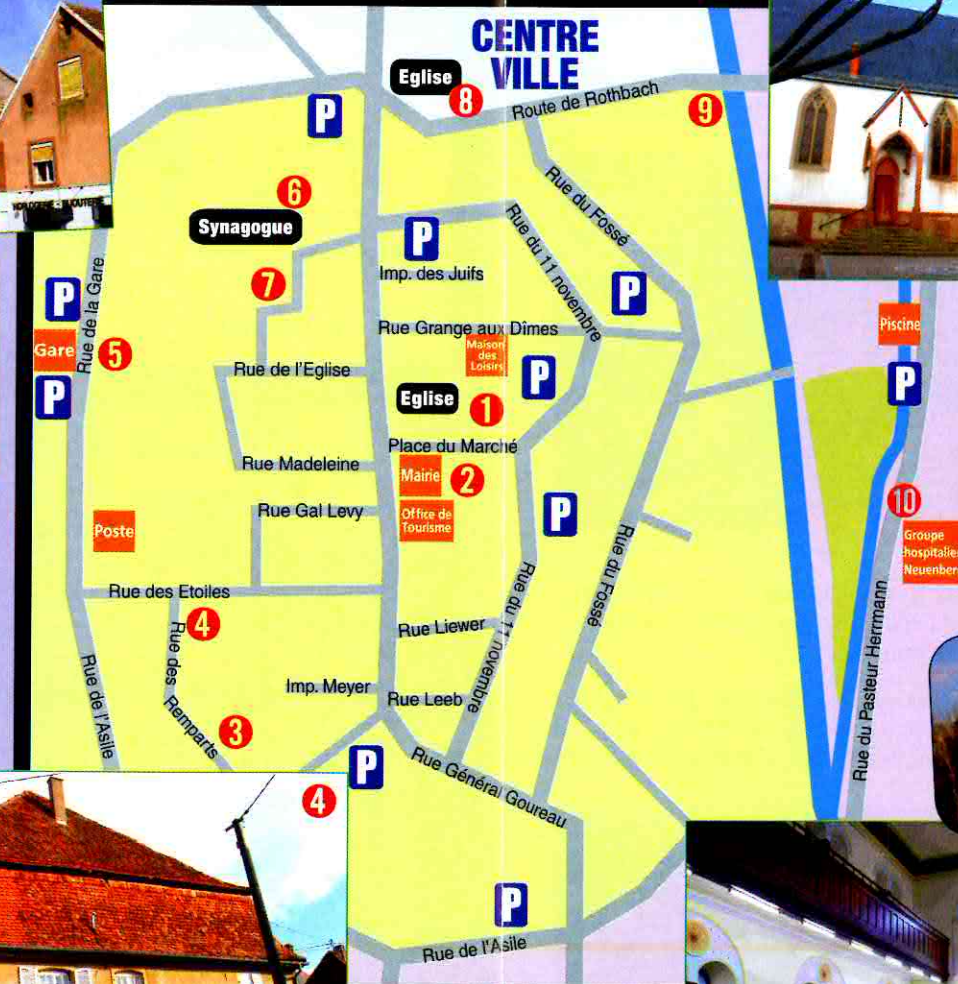 CENTRE
VILLE
Eglise
8
Route de Rothbach
9
P
HORLOGERIE - BIJOUTERIE
6
Synagogue
P
Rue du Fossé
Rue du 11 novembre
7
Imp. des Juifs
P
P
Rue de la Gare
Gare
5
P
Rue Grange aux Dîmes
Maison
des
Loisirs
P
Piscine
P
Rue de l'Eglise
Eglise
1
Place du Marché
Rue Madeleine
Mairie
2
Rue Gal Levy
Office de
Tourisme
P
10
Poste
Groupe
hospitalier
Neuenberg
Rue du Fossé
Rue des Etoiles
4
Rue des
Remparts
3
Rue Liewer
Rue du 11 novembre
Imp. Meyer
Rue Leeb
Rue de l'Asile
Rue du Pasteur Herrmann
P
Rue Général Goureau
4
P
Rue de l'Asile